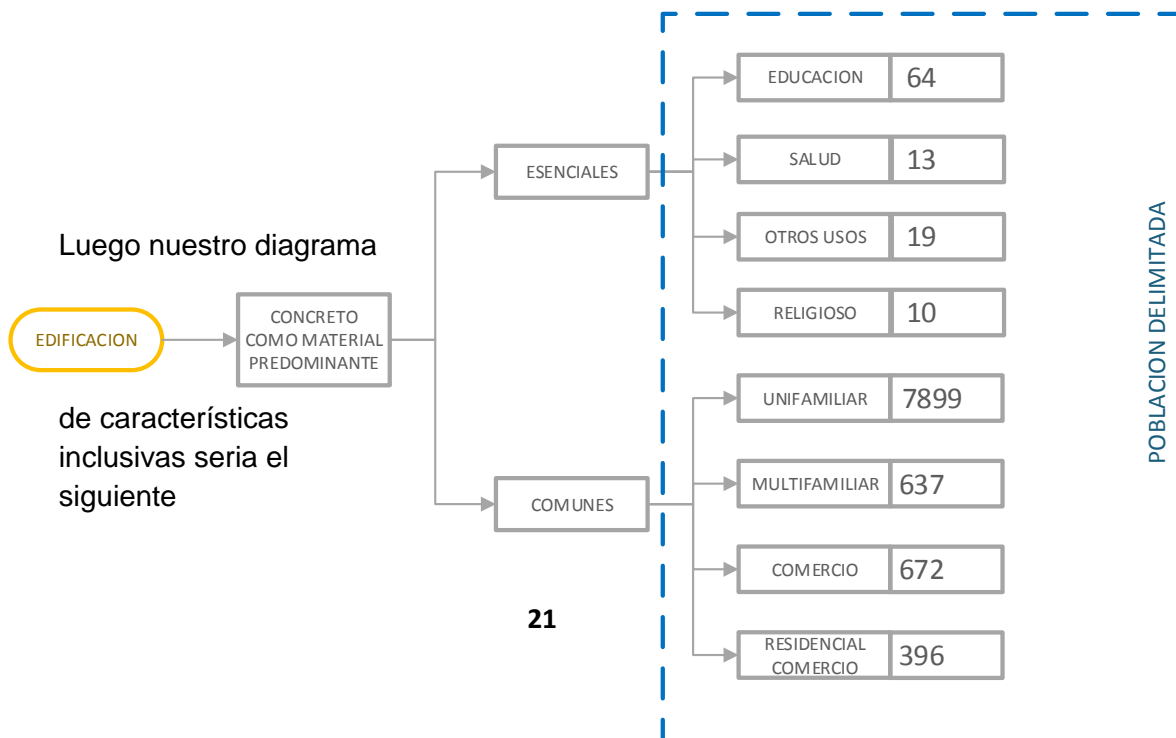 EDUCACION 64
ESENCIALES
SALUD 13
OTROS USOS 19
RELIGIOSO 10
Luego nuestro diagrama
EDIFICACION
CONCRETO
COMO MATERIAL
PREDOMINANTE
de característicás
inclusivas seria el
siguiente
COMUNES
UNIFAMILIAR 7899
MULTIFAMILIAR 637
COMERCIO 672
RESIDENCIAL
COMERCIO 396
21
POBLACION DELIMITADA